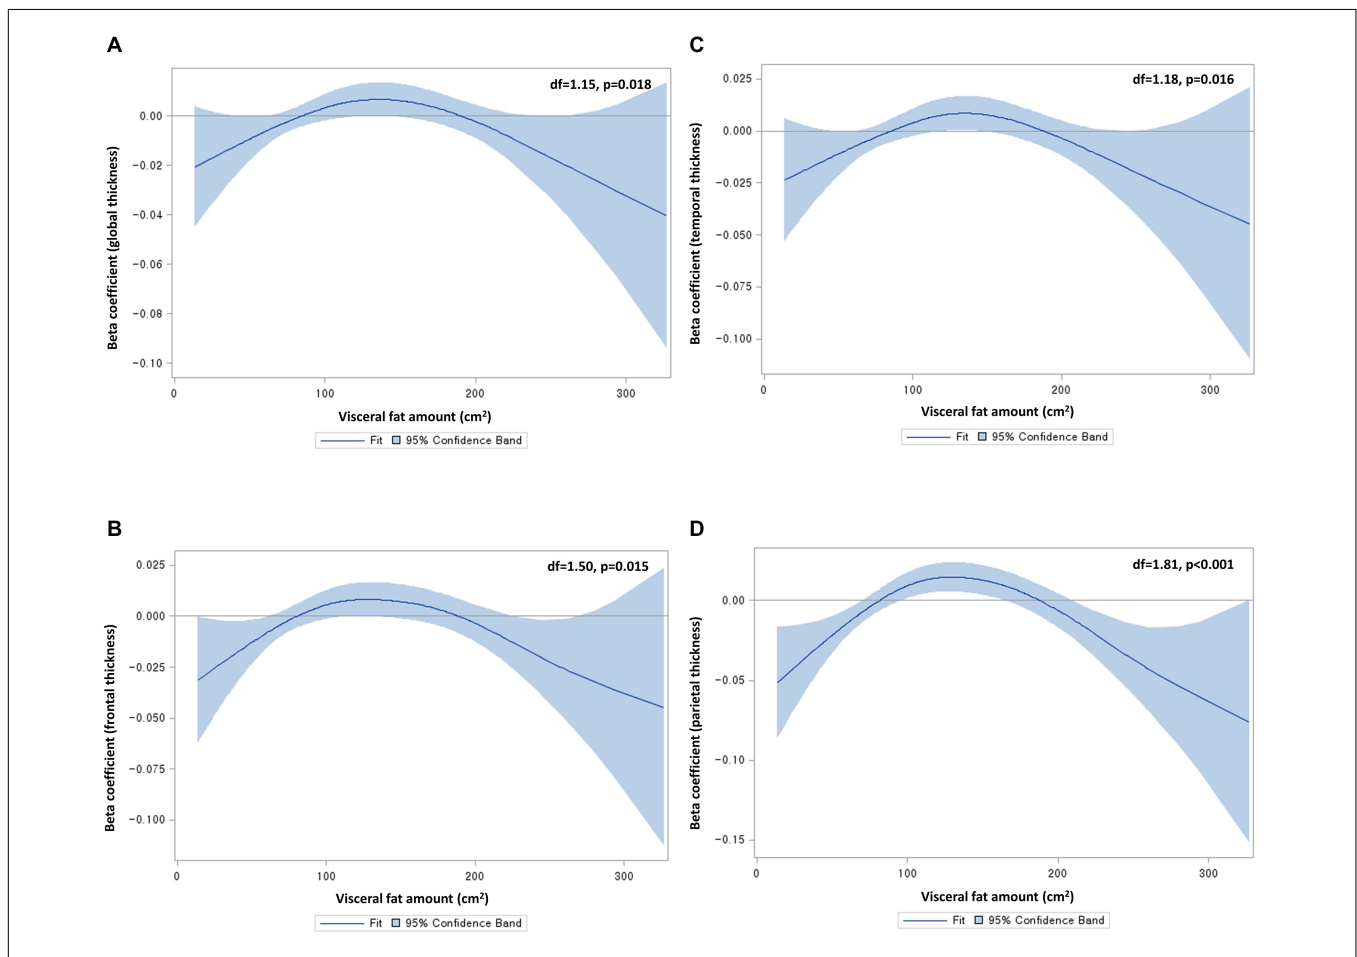 A
df=1.15, p=0.018
Beta coefficient (global thickness)
0.00
−0.02
−0.04
−0.06
−0.08
−0.10
0 100 200 300
Visceral fat amount (cm²)
Fit 95% Confidence Band
C
df=1.18, p=0.016
Beta coefficient (temporal thickness)
0.025
0.000
−0.025
−0.050
−0.075
−0.100
0 100 200 300
Visceral fat amount (cm²)
Fit 95% Confidence Band
B
df=1.50, p=0.015
Beta coefficient (frontal thickness)
0.025
0.000
−0.025
−0.050
−0.075
−0.100
0 100 200 300
Visceral fat amount (cm²)
Fit 95% Confidence Band
D
df=1.81, p<0.001
Beta coefficient (parietal thickness)
0.00
−0.05
−0.10
−0.15
0 100 200 300
Visceral fat amount (cm²)
Fit 95% Confidence Band